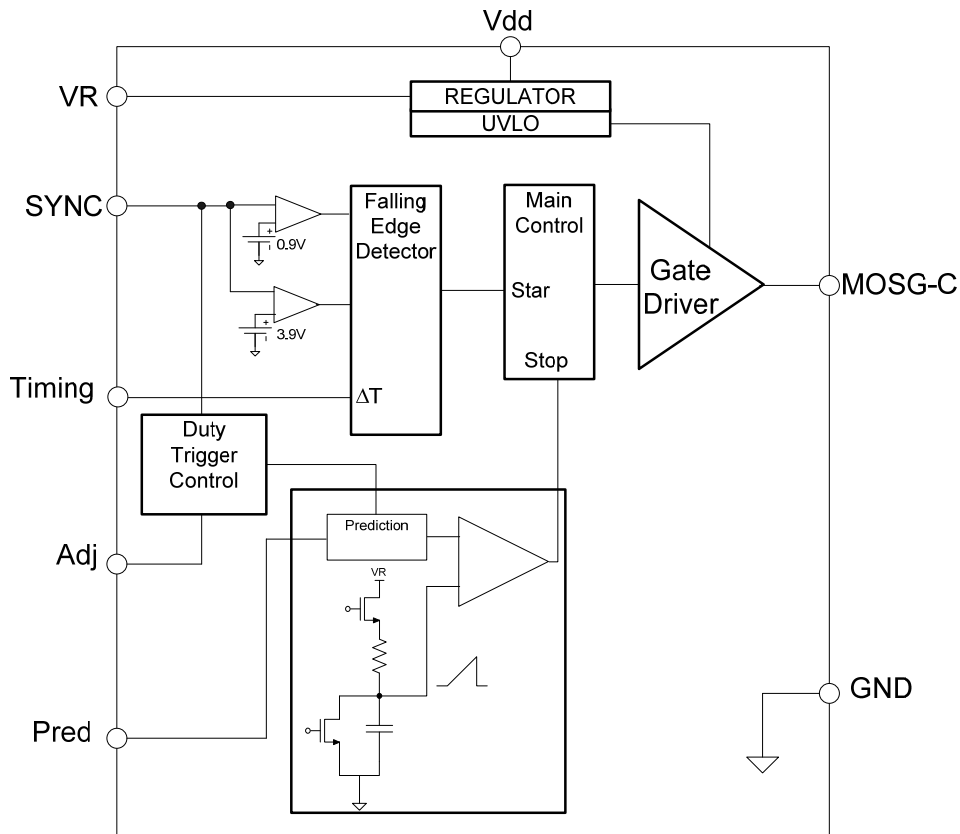 Vdd
VR
REGULATOR
UVLO
SYNC
+
0.9V
Falling
Edge
Detector
Main
Control
Gate
Driver
MOSG-C
Star
+
3.9V
Stop
Timing
ΔT
Duty
Trigger
Control
Prediction
Adj
VR
GND
Pred